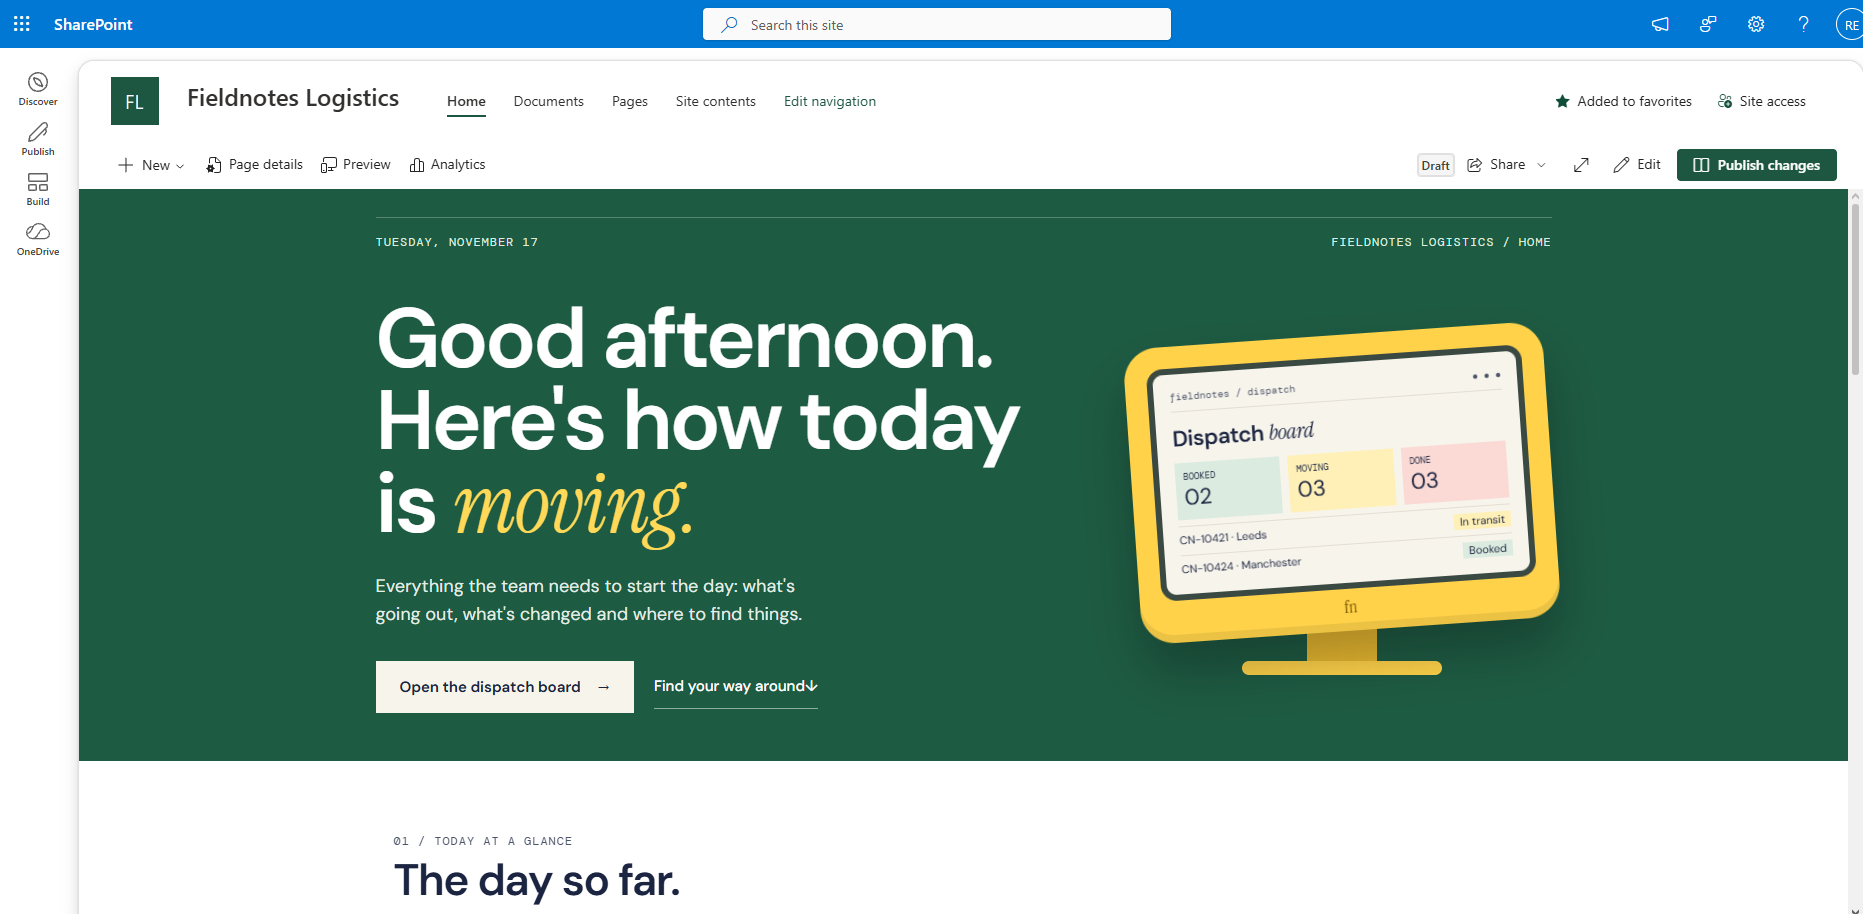 SharePoint
Search this site
RE
Discover
Publish
Build
OneDrive
FL
Fieldnotes Logistics
Home
Documents
Pages
Site contents
Edit navigation
Added to favorites
Site access
New
Page details
Preview
Analytics
Draft
Share
Edit
Publish changes
TUESDAY, NOVEMBER 17
FIELDNOTES LOGISTICS / HOME
Good afternoon.
Here's how today
is moving.
Everything the team needs to start the day: what's
going out, what's changed and where to find things.
Open the dispatch board →
Find your way around↓
fieldnotes / dispatch
Dispatch board
BOOKED
02
MOVING
03
DONE
03
CN-10421 · Leeds
In transit
CN-10424 · Manchester
Booked
fn
01 / TODAY AT A GLANCE
The day so far.